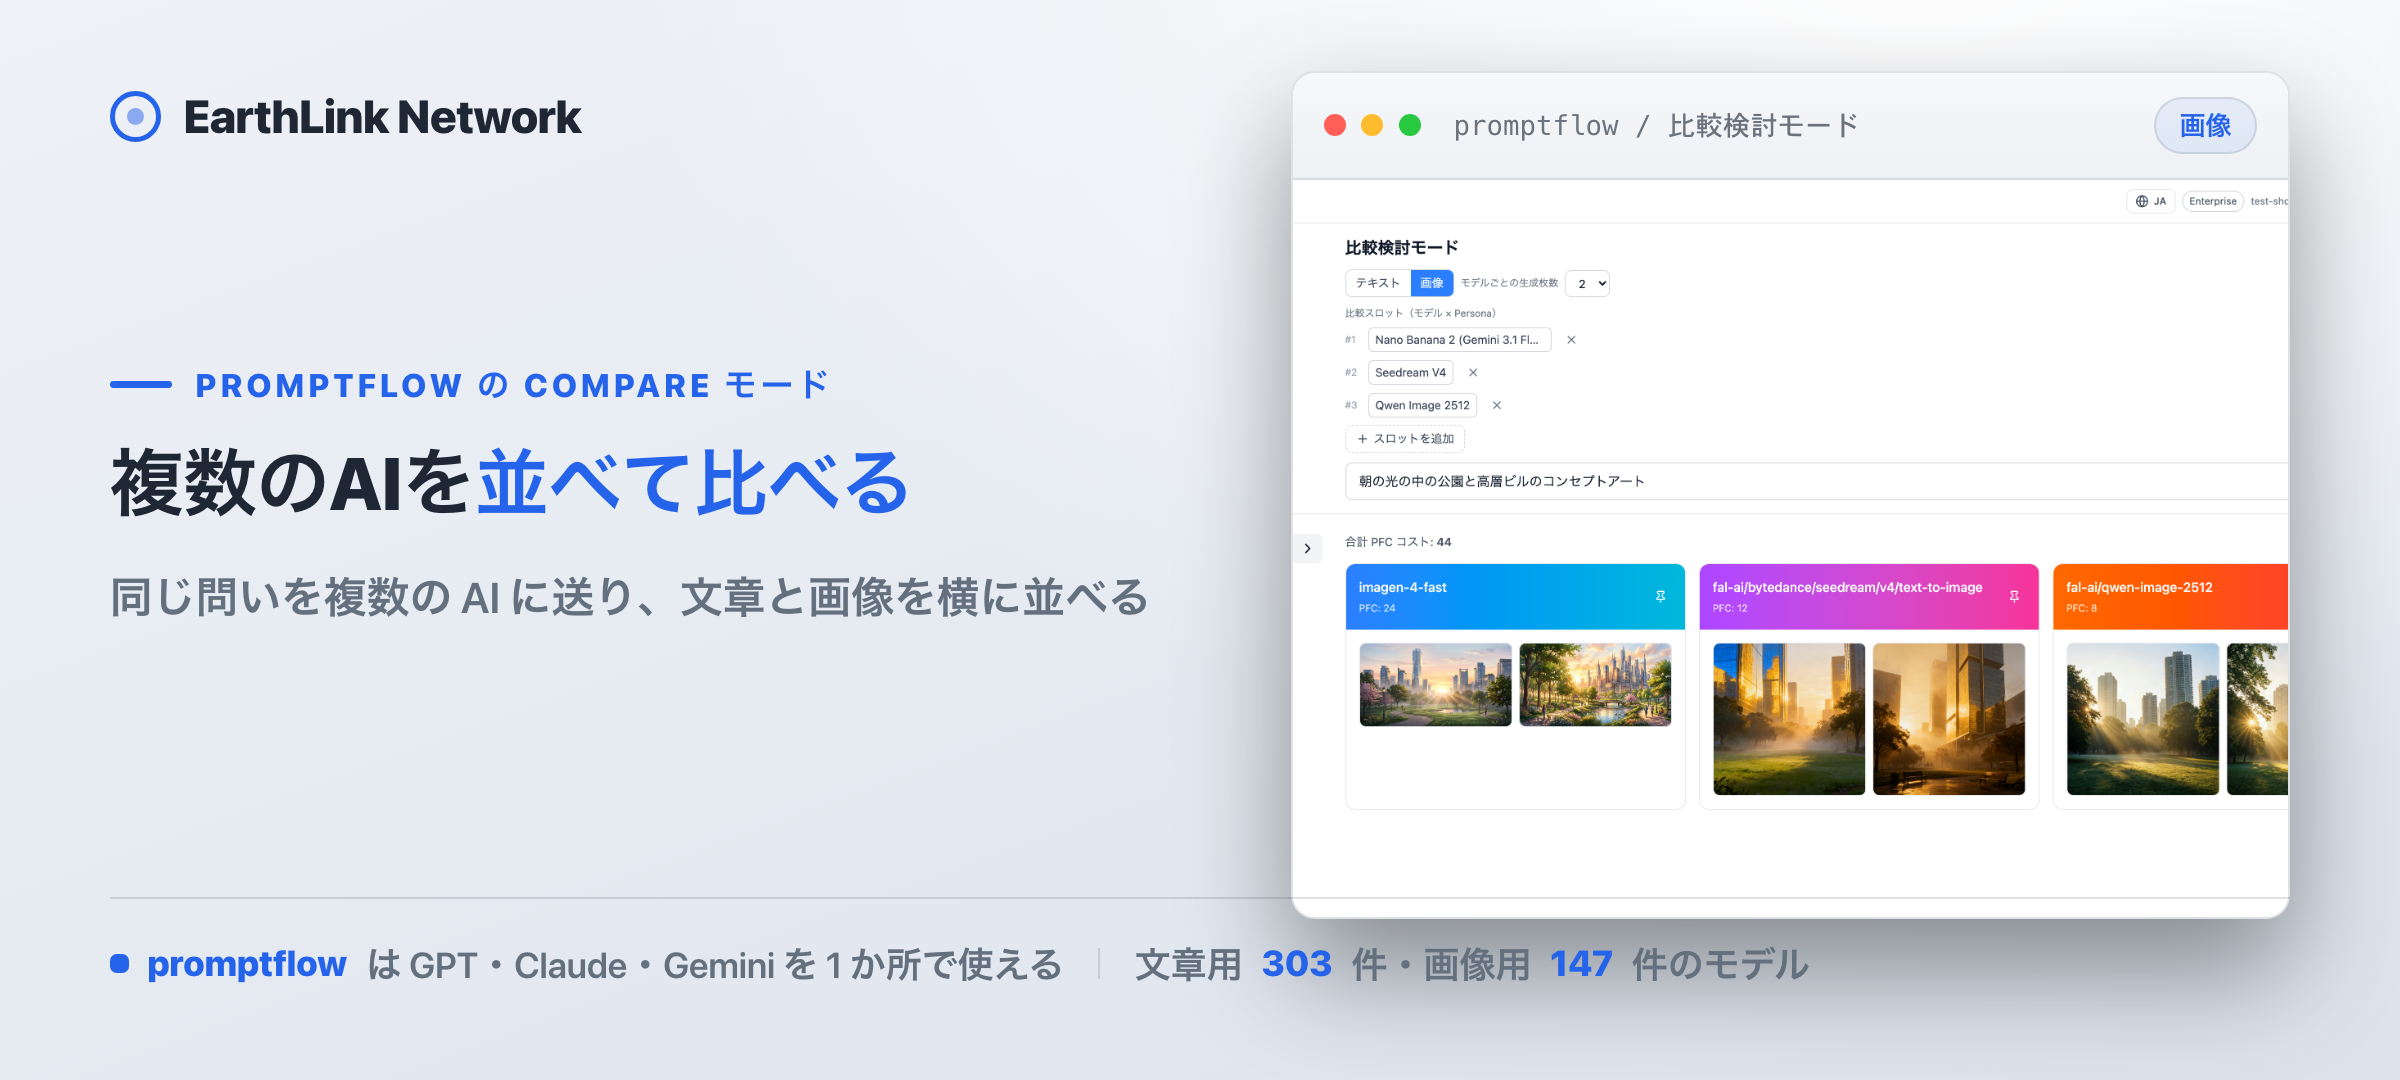 EarthLink Network
PROMPTFLOW の COMPARE モード
複数のAIを並べて比べる
同じ問いを複数の AI に送り、文章と画像を横に並べる
promptflow / 比較検討モード
画像
JA Enterprise test-sho
比較検討モード
テキスト 画像 モデルごとの生成枚数 2
比較スロット（モデル × Persona）
#1 Nano Banana 2 (Gemini 3.1 Fl... ×
#2 Seedream V4 ×
#3 Qwen Image 2512 ×
+ スロットを追加
朝の光の中の公園と高層ビルのコンセプトアート
合計 PFC コスト: 44
imagen-4-fast
PFC: 24
fal-ai/bytedance/seedream/v4/text-to-image
PFC: 12
fal-ai/qwen-image-2512
PFC: 8
promptflow は GPT・Claude・Gemini を 1 か所で使える
文章用 303 件・画像用 147 件のモデル